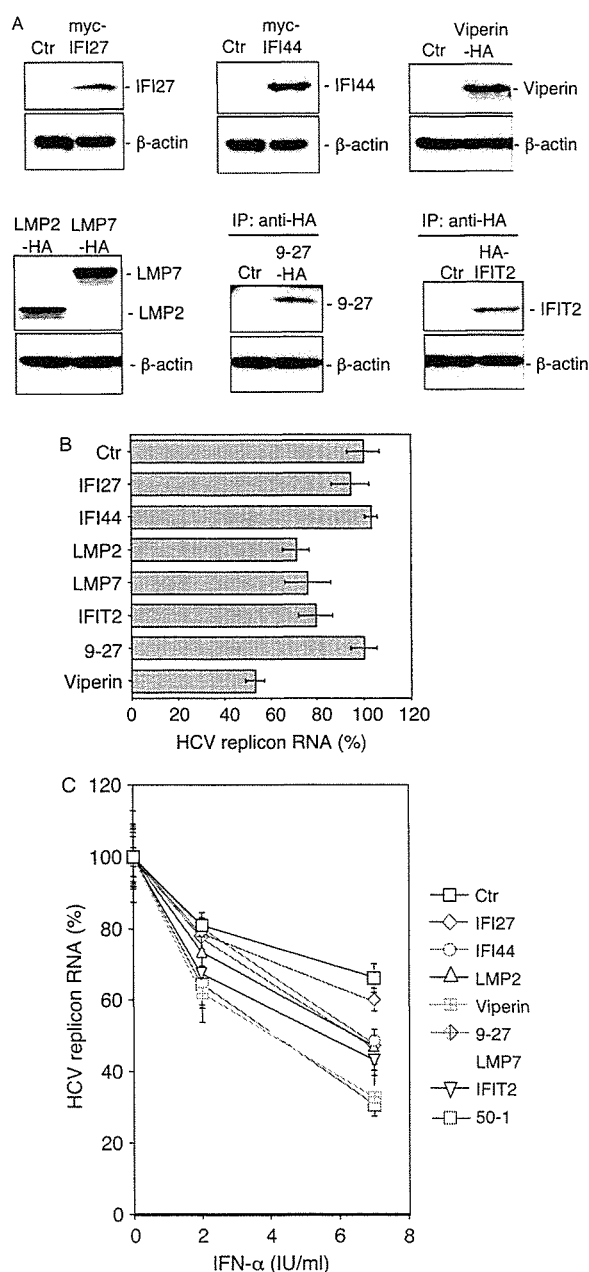 A
Ctr myc-IFI27
- IFI27
- β-actin
Ctr myc-IFI44
- IFI44
- β-actin
Ctr Viperin-HA
- Viperin
- β-actin
LMP2-HA LMP7-HA
- LMP7
- LMP2
- β-actin
IP: anti-HA
Ctr 9-27-HA
- 9-27
- β-actin
IP: anti-HA
Ctr HA-IFIT2
- IFIT2
- β-actin
B
Ctr
IFI27
IFI44
LMP2
LMP7
IFIT2
9-27
Viperin
0 20 40 60 80 100 120
HCV replicon RNA (%)
C
120
100
80
60
40
20
0
HCV replicon RNA (%)
0 2 4 6 8
IFN-α (IU/ml)
Ctr
IFI27
IFI44
LMP2
Viperin
9-27
LMP7
IFIT2
50-1